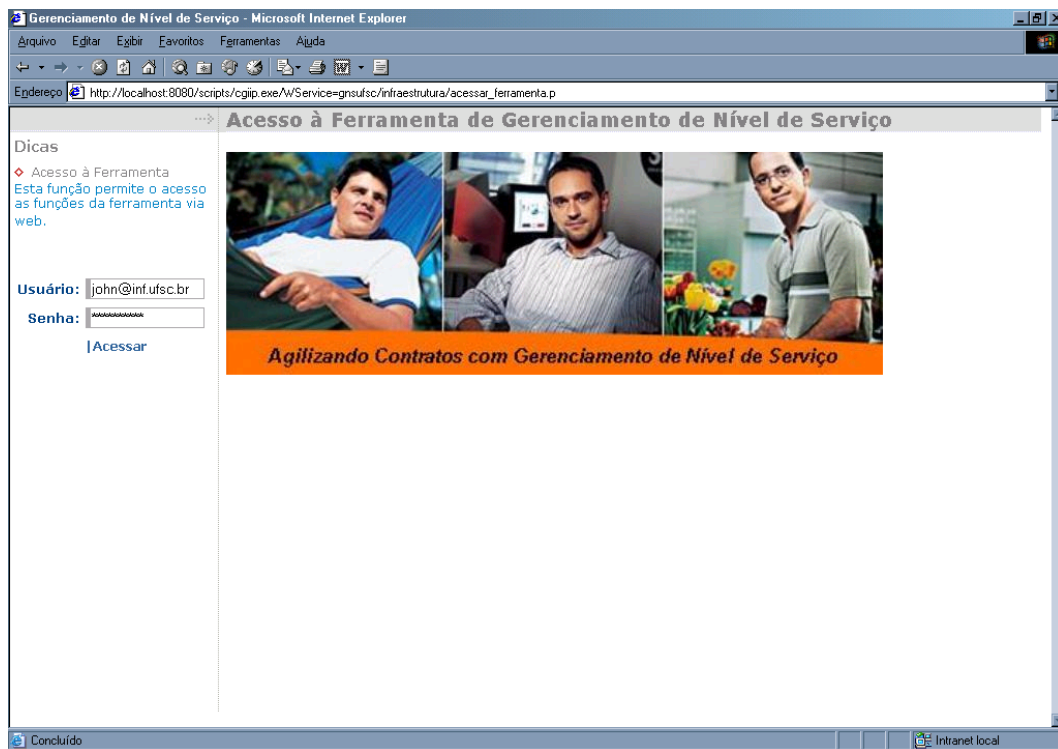 Gerenciamento de Nível de Serviço - Microsoft Internet Explorer
Arquivo Editar Exibir Favoritos Ferramentas Ajuda
Endereço http://localhost:8080/scripts/cgiip.exe/WService=gnsufsc/infraestrutura/acessar_ferramenta.p
Acesso à Ferramenta de Gerenciamento de Nível de Serviço
Dicas
Acesso à Ferramenta
Esta função permite o acesso
as funções da ferramenta via
web.
Usuário: john@inf.ufsc.br
Senha: ***********
|Acessar
Agilizando Contratos com Gerenciamento de Nível de Serviço
Concluído
Intranet local